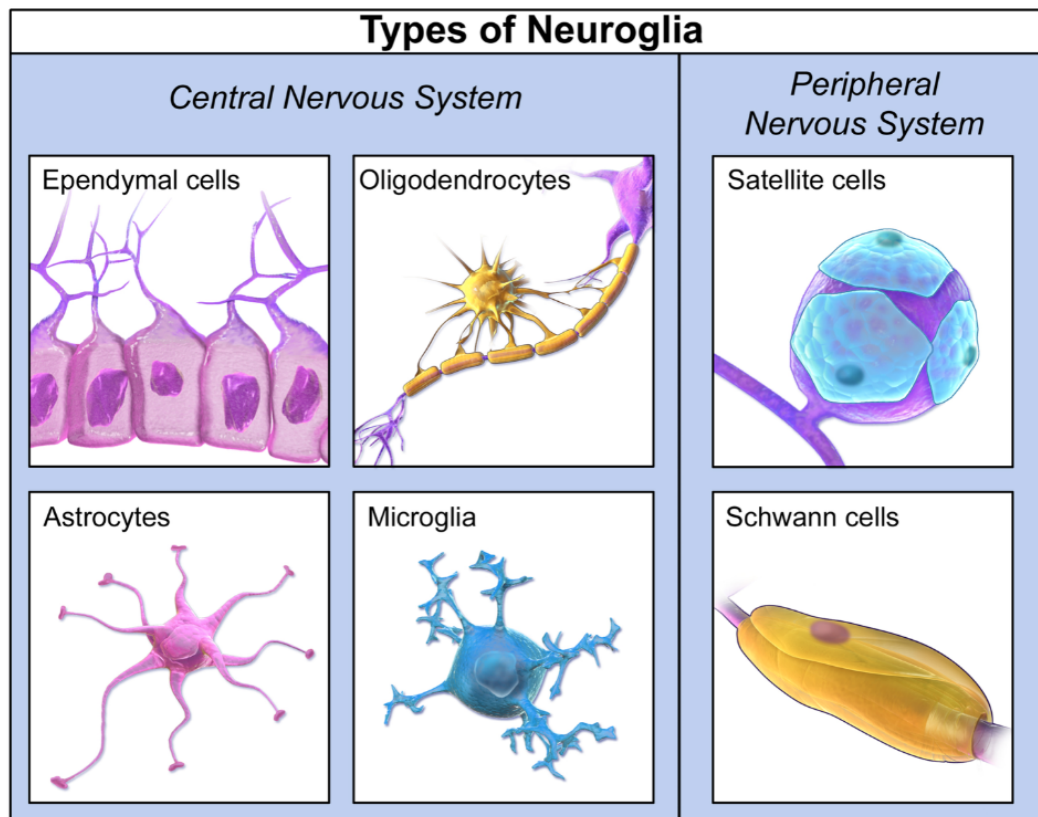 Types of Neuroglia
Central Nervous System
Peripheral
Nervous System
Ependymal cells
Oligodendrocytes
Satellite cells
Astrocytes
Microglia
Schwann cells